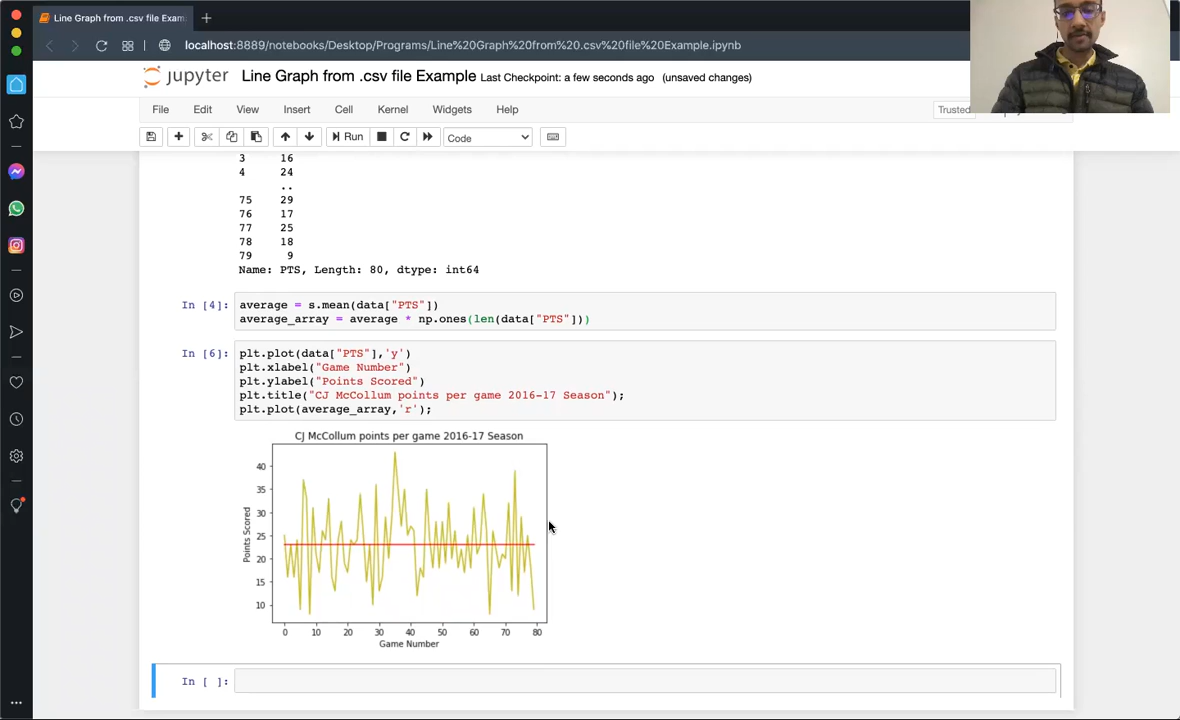 Line Graph from .csv file Exam
localhost:8889/notebooks/Desktop/Programs/Line%20Graph%20from%20.csv%20file%20Example.ipynb
jupyter Line Graph from .csv file Example Last Checkpoint: a few seconds ago (unsaved changes)
File Edit View Insert Cell Kernel Widgets Help
Trusted
Run Code
3 16
4 24
..
75 29
76 17
77 25
78 18
79 9
Name: PTS, Length: 80, dtype: int64
In [4]: average = s.mean(data["PTS"])
average_array = average * np.ones(len(data["PTS"]))
In [6]: plt.plot(data["PTS"],'y')
plt.xlabel("Game Number")
plt.ylabel("Points Scored")
plt.title("CJ McCollum points per game 2016-17 Season");
plt.plot(average_array,'r');
CJ McCollum points per game 2016-17 Season
Points Scored
40
35
30
25
20
15
10
0 10 20 30 40 50 60 70 80
Game Number
In [ ]: